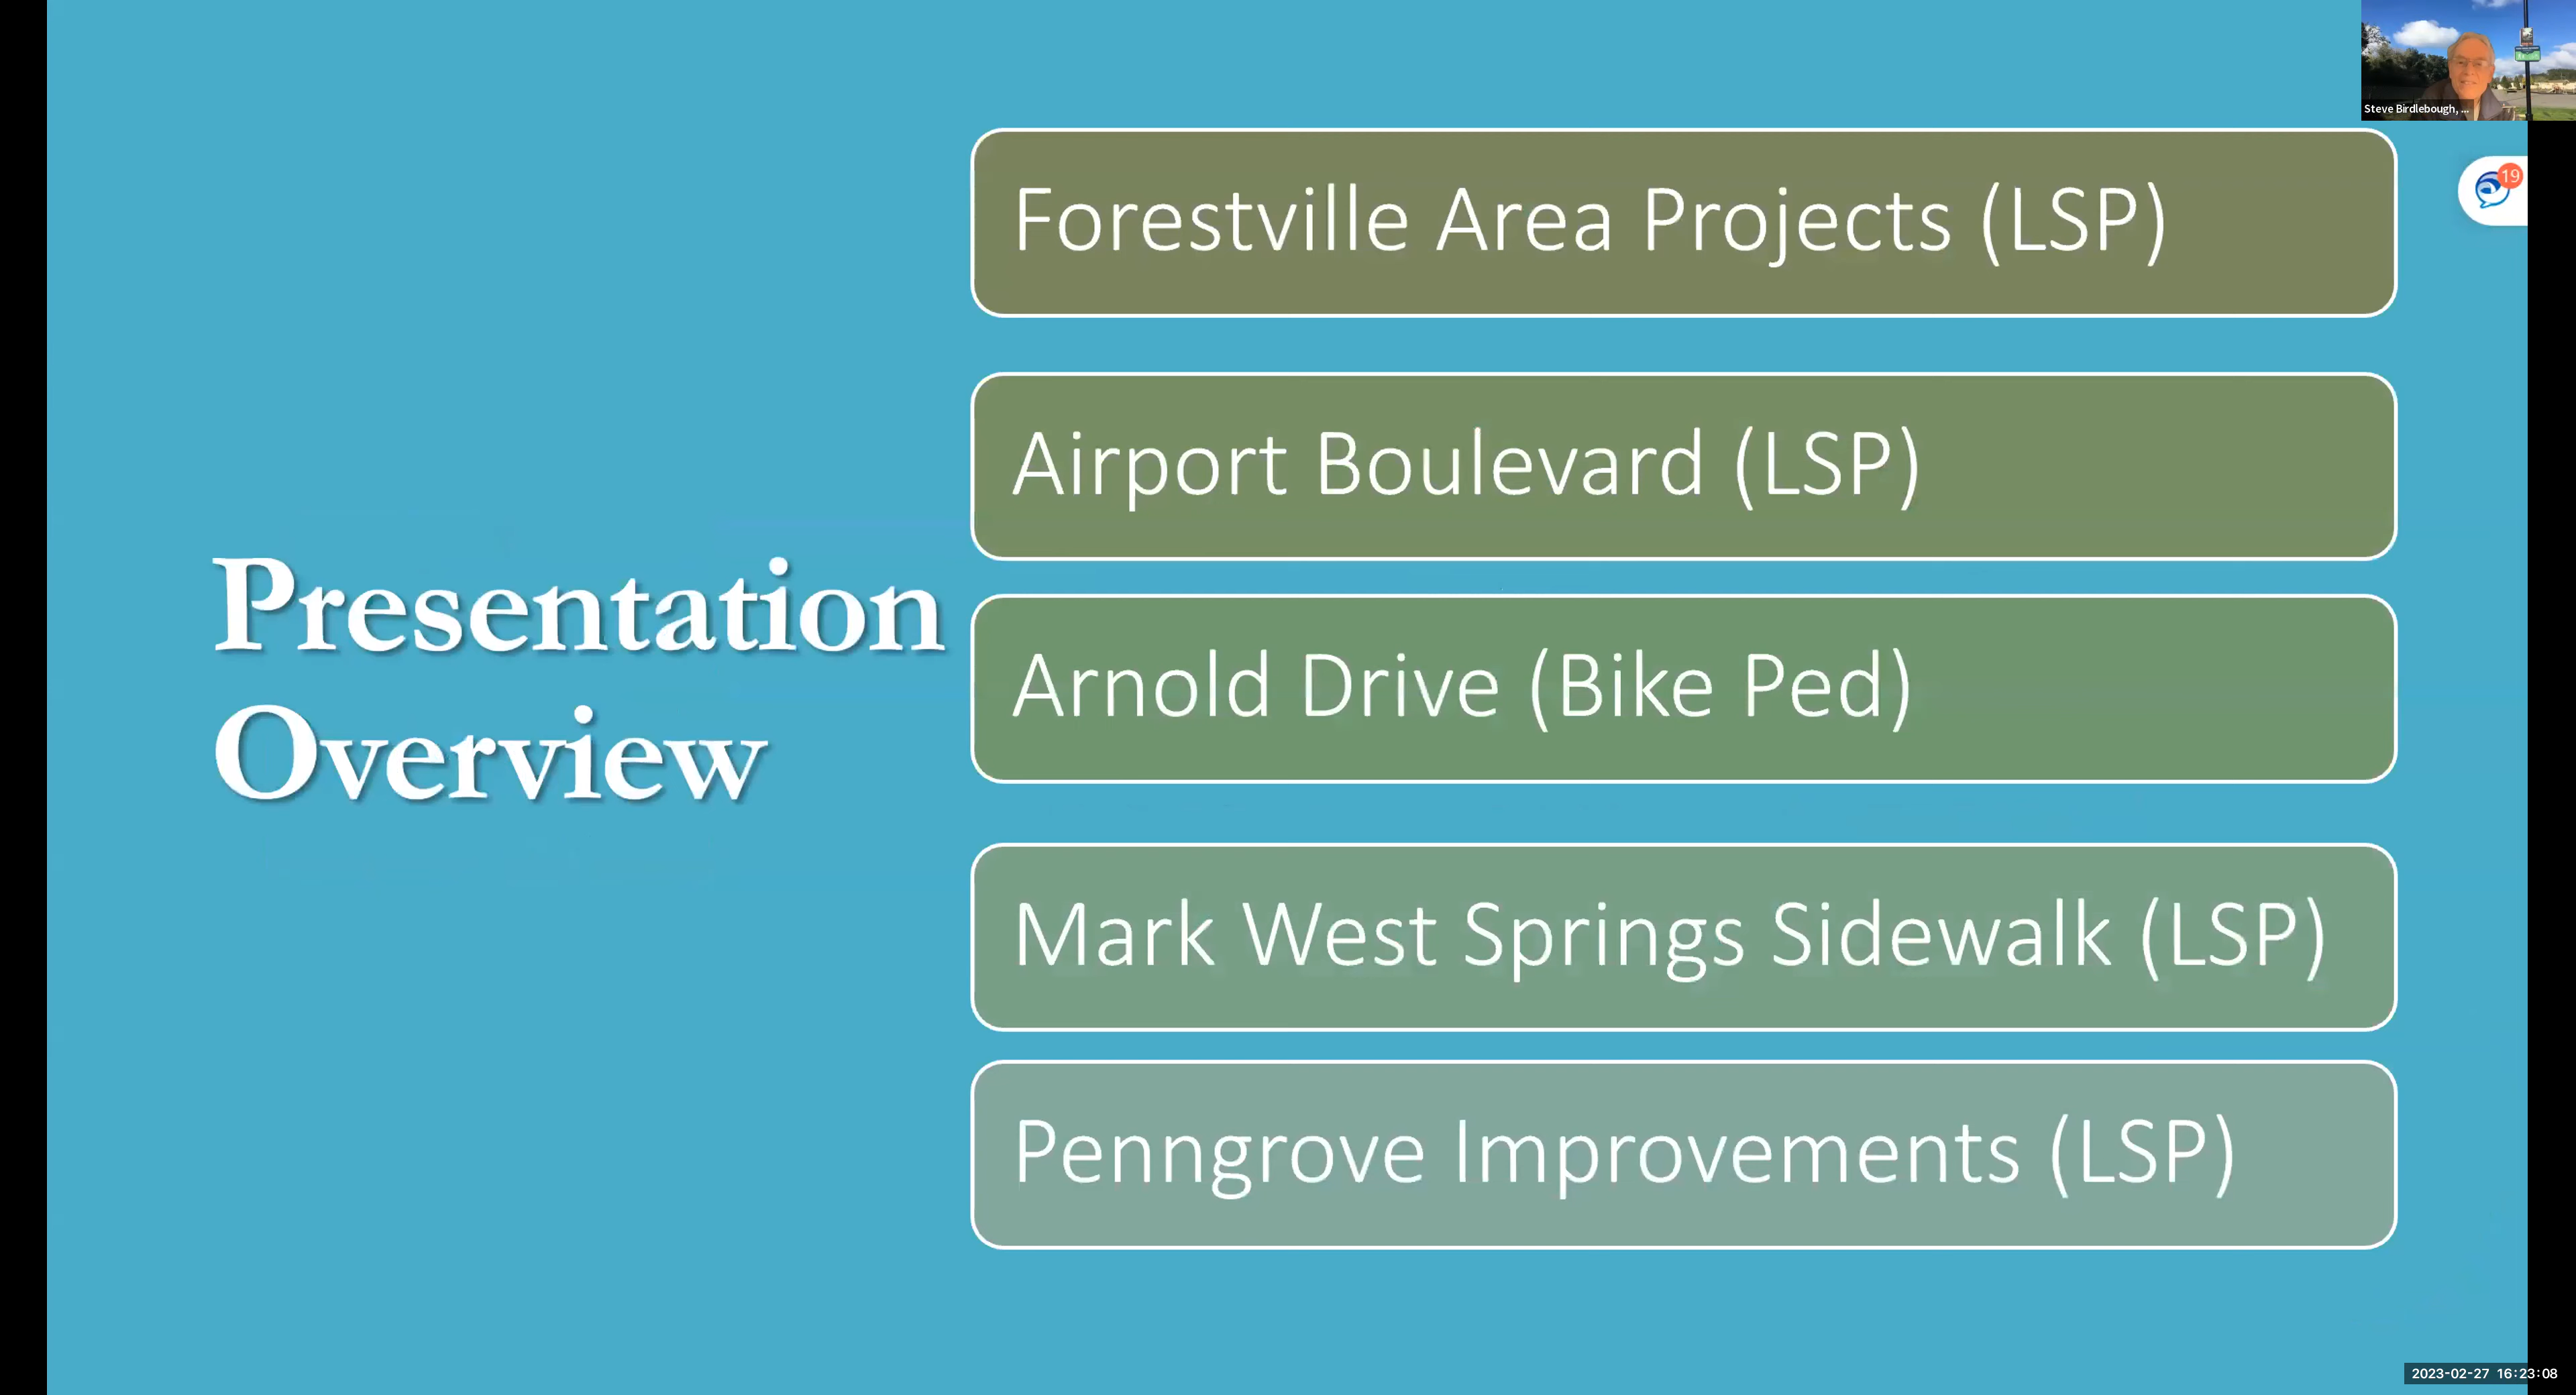 Steve Birdlebough, ...
19
Presentation
Overview
Forestville Area Projects (LSP)
Airport Boulevard (LSP)
Arnold Drive (Bike Ped)
Mark West Springs Sidewalk (LSP)
Penngrove Improvements (LSP)
2023-02-27 16:23:08